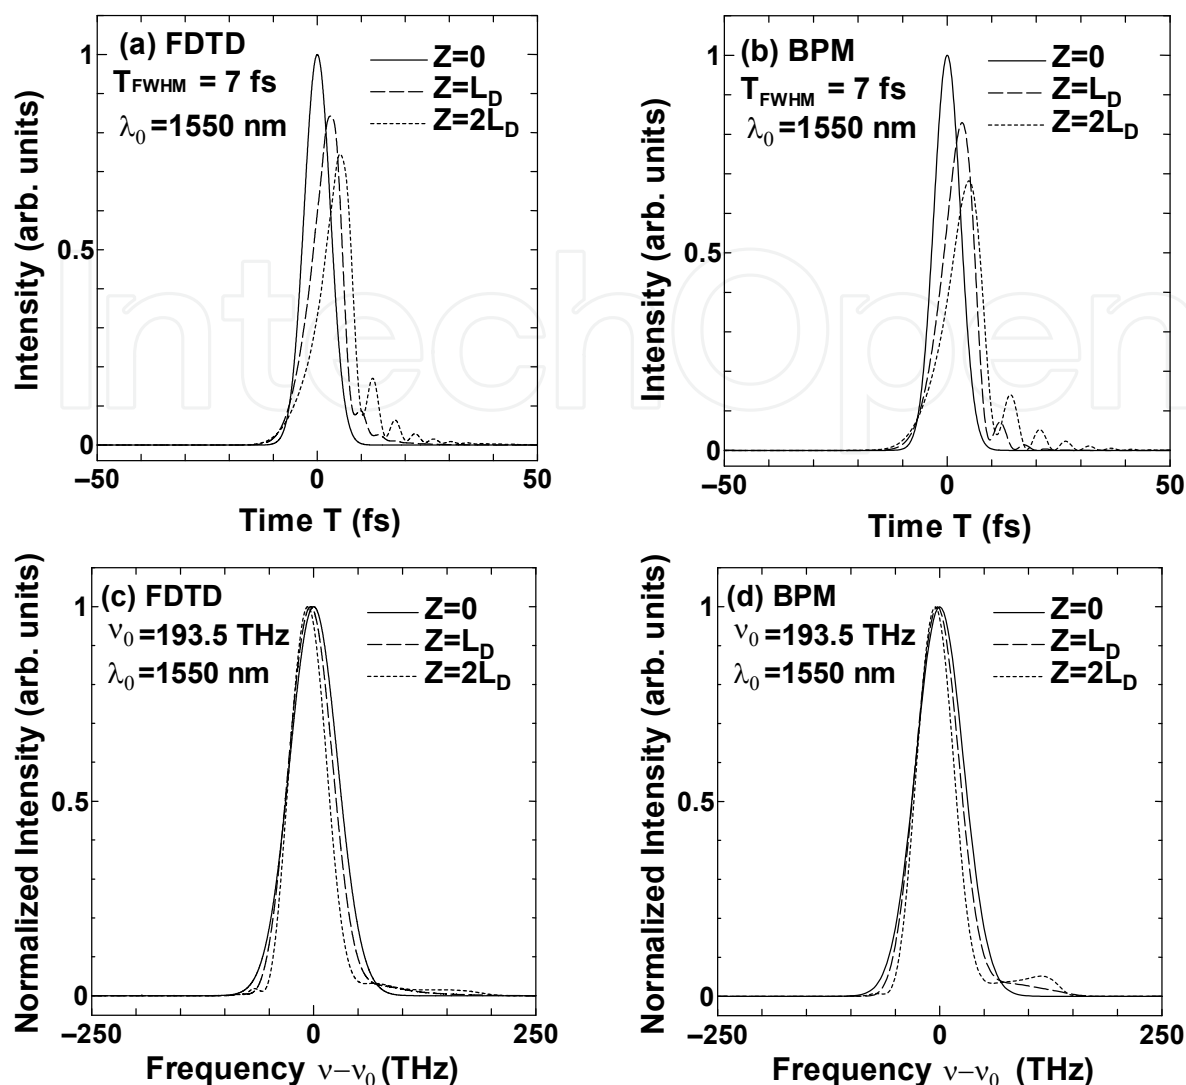 (a) FDTD
T_FWHM = 7 fs
λ₀ =1550 nm
Z=0
Z=L_D
Z=2L_D
Intensity (arb. units)
1
0.5
0
−50
0
50
Time T (fs)
(b) BPM
T_FWHM = 7 fs
λ₀ =1550 nm
Z=0
Z=L_D
Z=2L_D
Intensity (arb. units)
1
0.5
0
−50
0
50
Time T (fs)
IntechOpen
(c) FDTD
ν₀ =193.5 THz
λ₀ =1550 nm
Z=0
Z=L_D
Z=2L_D
Normalized Intensity (arb. units)
1
0.5
0
−250
0
250
Frequency ν−ν₀ (THz)
(d) BPM
ν₀ =193.5 THz
λ₀ =1550 nm
Z=0
Z=L_D
Z=2L_D
Normalized Intensity (arb. units)
1
0.5
0
−250
0
250
Frequency ν−ν₀ (THz)